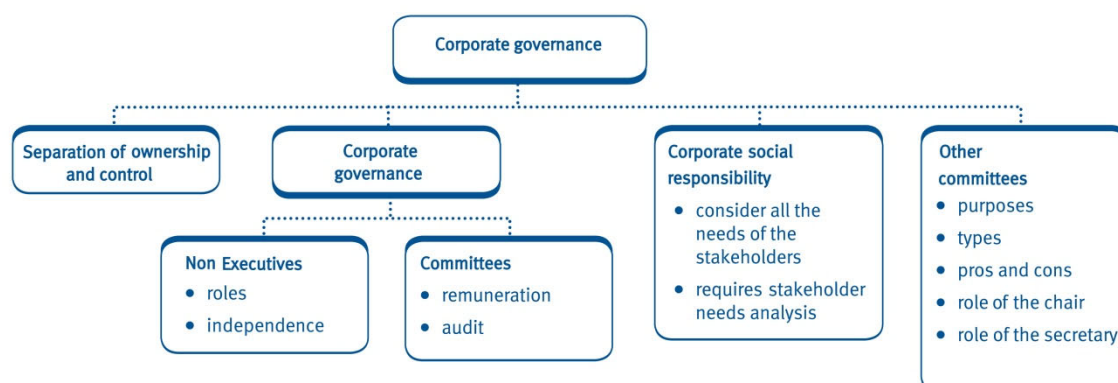 Corporate governance
Separation of ownership
and control
Corporate
governance
Corporate social
responsibility
• consider all the
needs of the
stakeholders
• requires stakeholder
needs analysis
Other
committees
• purposes
• types
• pros and cons
• role of the chair
• role of the secretary
Non Executives
• roles
• independence
Committees
• remuneration
• audit